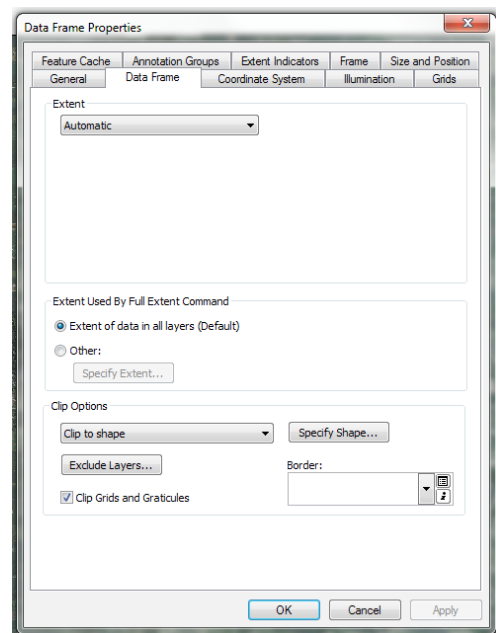 Data Frame Properties
Feature Cache Annotation Groups Extent Indicators Frame Size and Position
General Data Frame Coordinate System Illumination Grids
Extent
Automatic
Extent Used By Full Extent Command
Extent of data in all layers (Default)
Other:
Specify Extent...
Clip Options
Clip to shape Specify Shape...
Exclude Layers... Border:
Clip Grids and Graticules
OK Cancel Apply